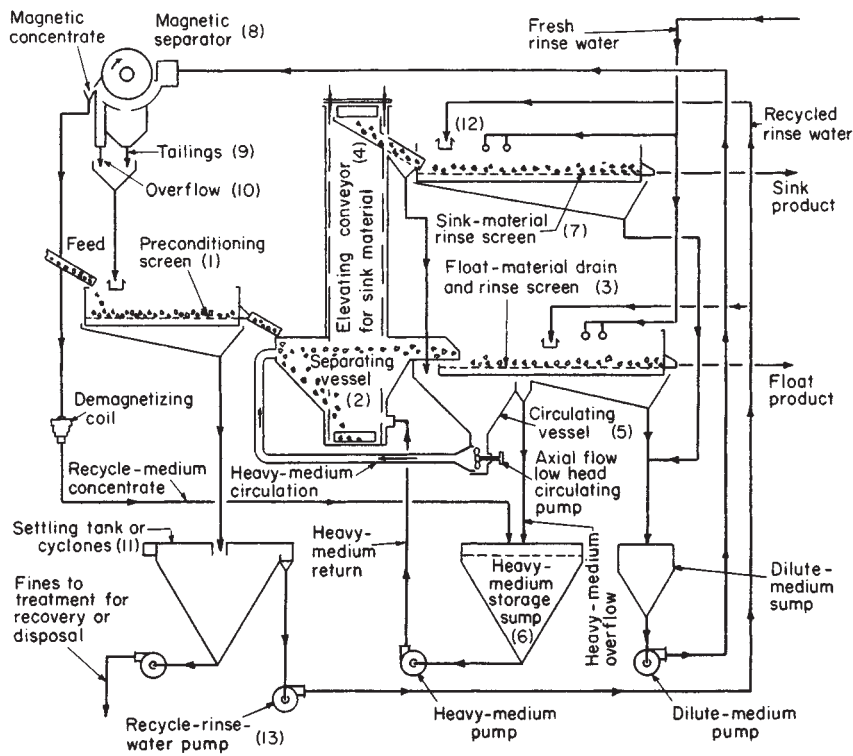 Magnetic
concentrate
Magnetic
separator (8)
Fresh
rinse water
Recycled
rinse water
(12)
Tailings (9)
Overflow (10)
(4)
Elevating conveyor
for sink material
Sink
product
Sink-material
rinse screen (7)
Feed
Preconditioning
screen (1)
Float-material drain
and rinse screen (3)
Separating
vessel
(2)
Float
product
Demagnetizing
coil
Circulating
vessel (5)
Recycle-medium
concentrate
Heavy-medium
circulation
Axial flow
low head
circulating
pump
Settling tank or
cyclones (11)
Heavy-
medium
return
Heavy-
medium
storage
sump
(6)
Heavy-medium
overflow
Dilute-
medium
sump
Fines to
treatment for
recovery or
disposal
Recycle-rinse-
water pump (13)
Heavy-medium
pump
Dilute-medium
pump